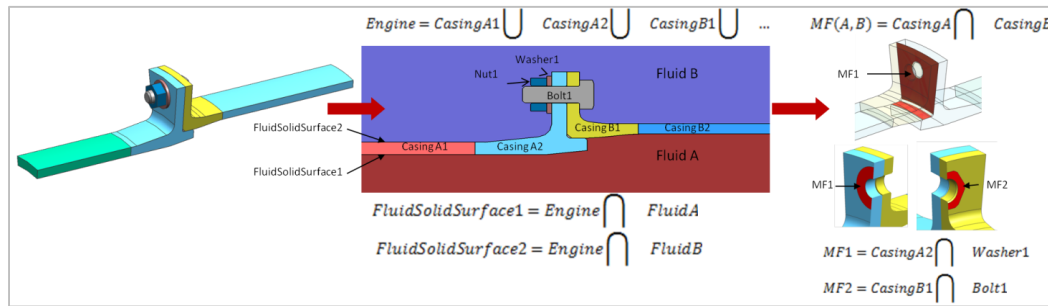 Engine = CasingA1 ⋃ CasingA2 ⋃ CasingB1 ⋃ ...
MF(A,B) = CasingA ⋂ CasingB
Washer1
Nut1
Fluid B
Bolt1
FluidSolidSurface2
Casing A1
Casing A2
Casing B1
Casing B2
FluidSolidSurface1
Fluid A
MF1
MF1
MF2
FluidSolidSurface1 = Engine ⋂ FluidA
FluidSolidSurface2 = Engine ⋂ FluidB
MF1 = CasingA2 ⋂ Washer1
MF2 = CasingB1 ⋂ Bolt1